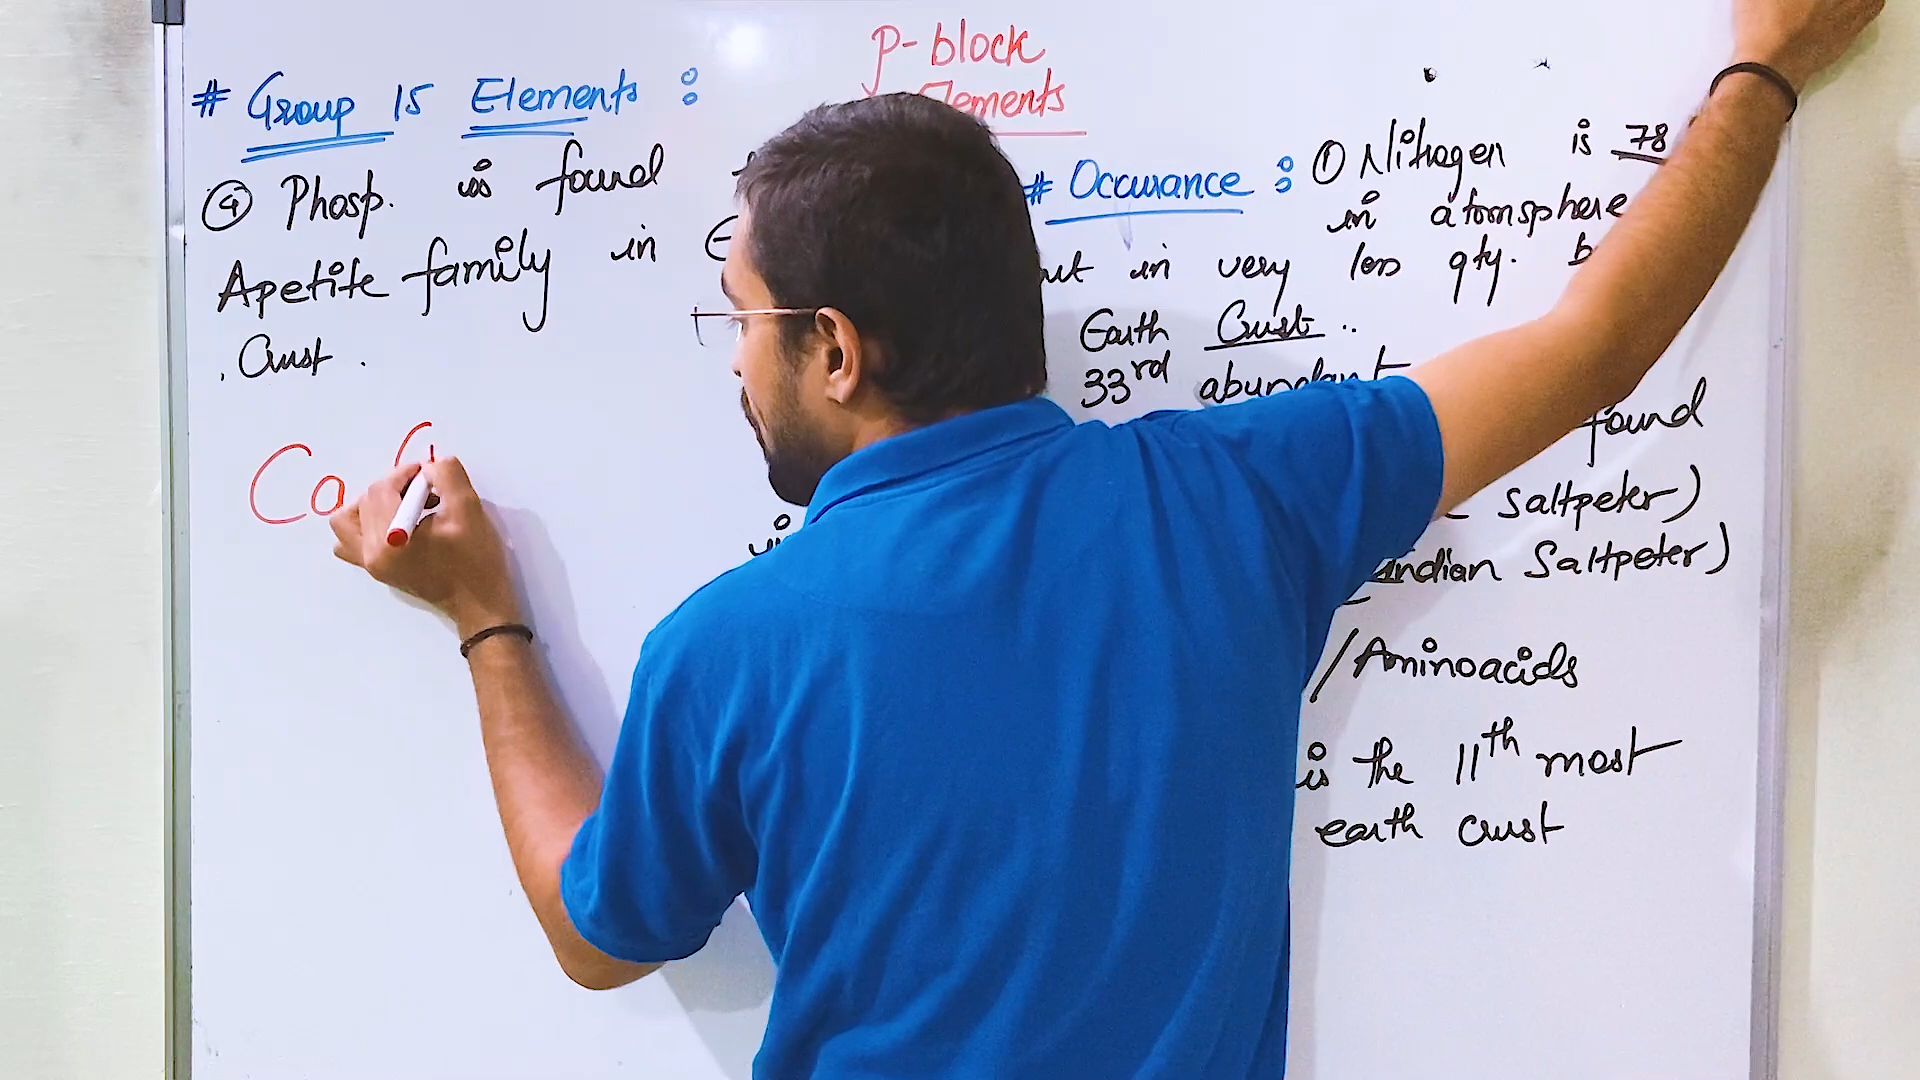 p-block
Elements
# Group 15 Elements :
④ Phosp. is found
Apetite family in
Crust .
Ca
# Occurance : ① Nitrogen is 78
in atomsphere
in very less qty.
Earth Crust ..
33rd abundant
found
Saltpeter)
Indian Saltpeter)
/Aminoacids
is the 11th most
earth crust